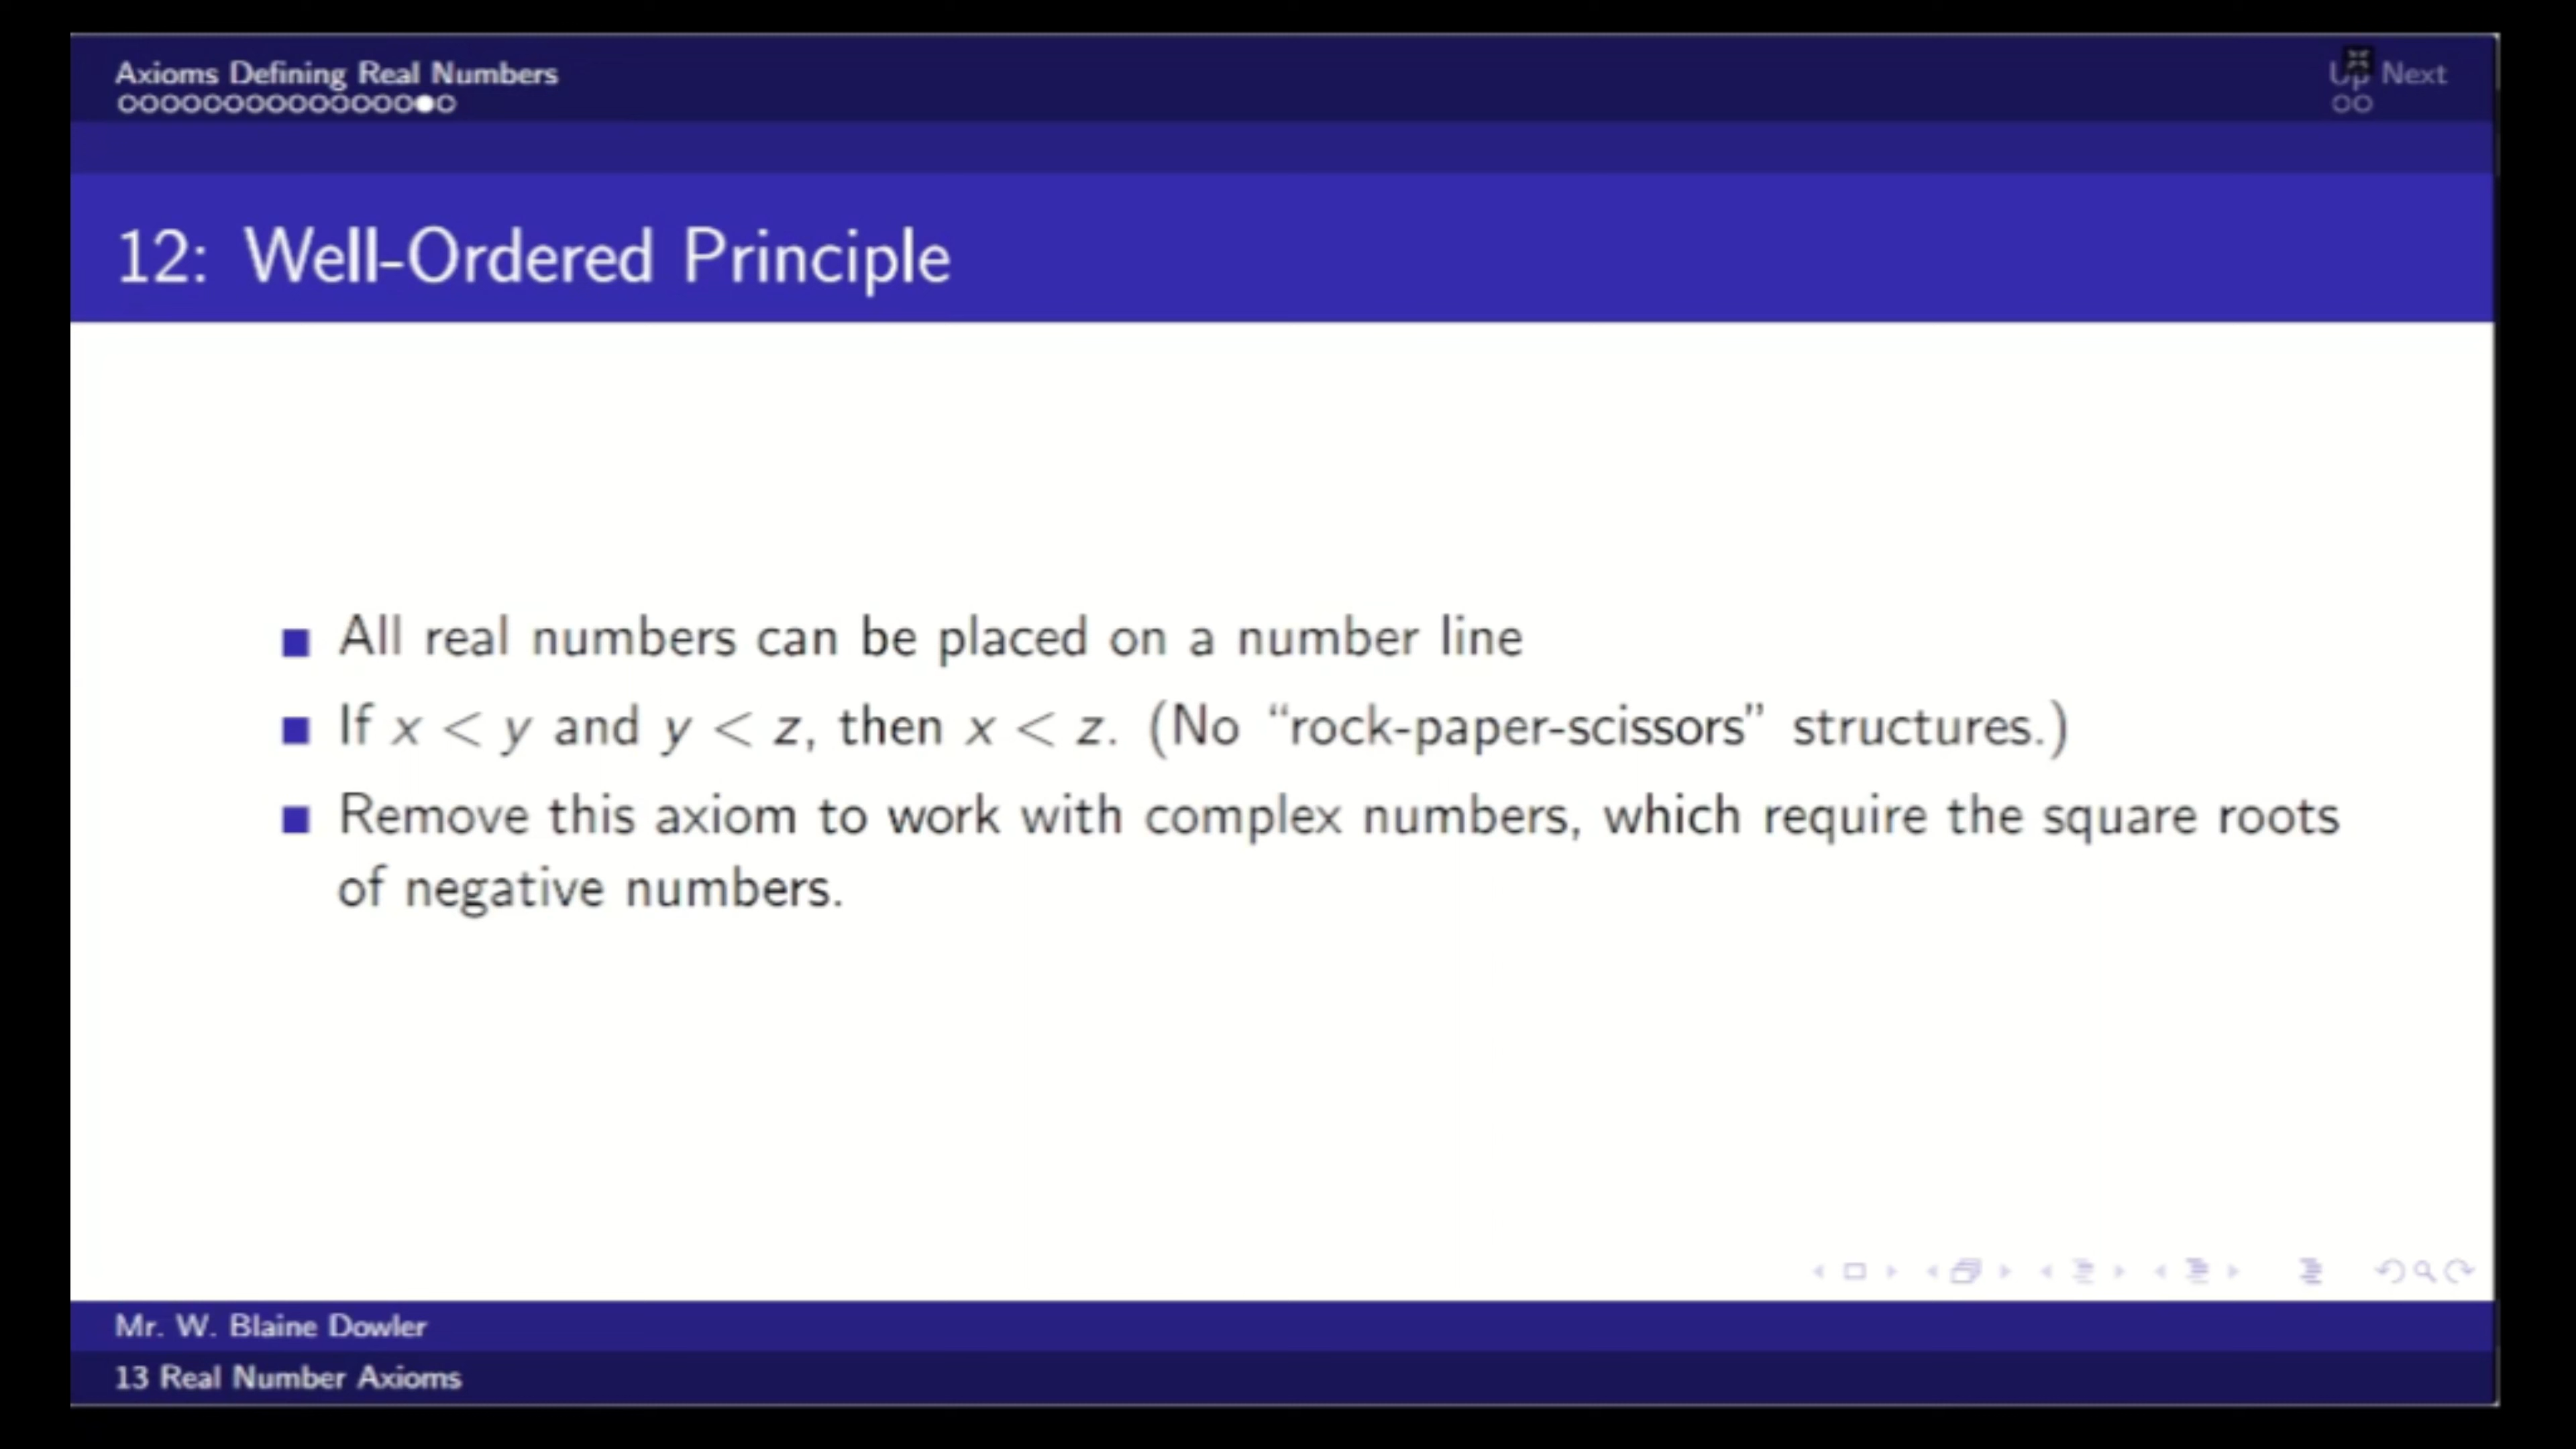 Axioms Defining Real Numbers
Up Next
12: Well-Ordered Principle
All real numbers can be placed on a number line
If x < y and y < z, then x < z. (No “rock-paper-scissors” structures.)
Remove this axiom to work with complex numbers, which require the square roots
of negative numbers.
Mr. W. Blaine Dowler
13 Real Number Axioms